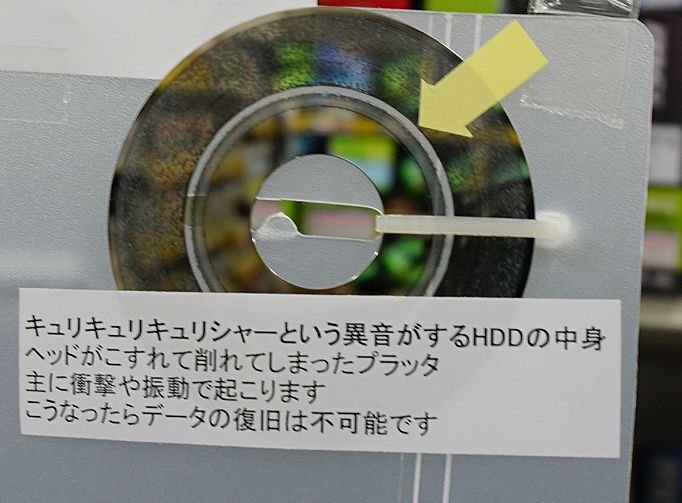 キュリキュリキュリシャーという異音がするHDDの中身
ヘッドがこすれて削れてしまったプラッタ
主に衝撃や振動で起こります
こうなったらデータの復旧は不可能です